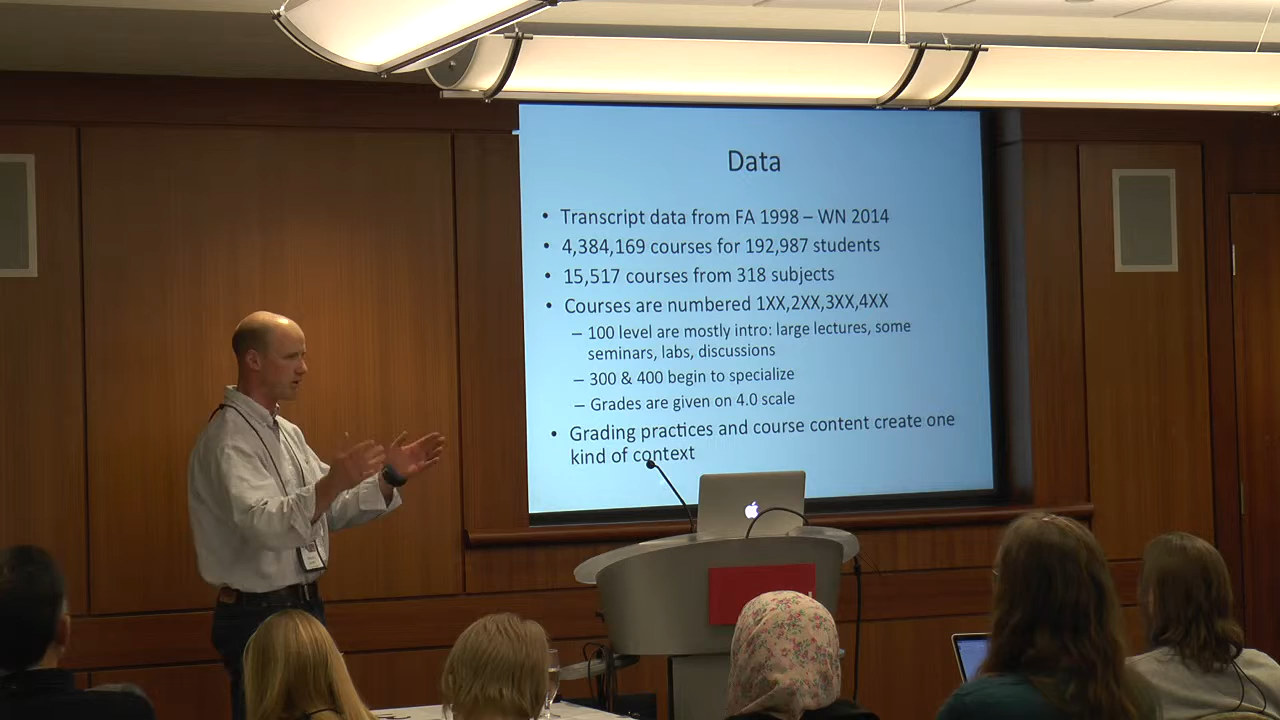 Data
• Transcript data from FA 1998 – WN 2014
• 4,384,169 courses for 192,987 students
• 15,517 courses from 318 subjects
• Courses are numbered 1XX,2XX,3XX,4XX
– 100 level are mostly intro: large lectures, some
seminars, labs, discussions
– 300 & 400 begin to specialize
– Grades are given on 4.0 scale
• Grading practices and course content create one
kind of context